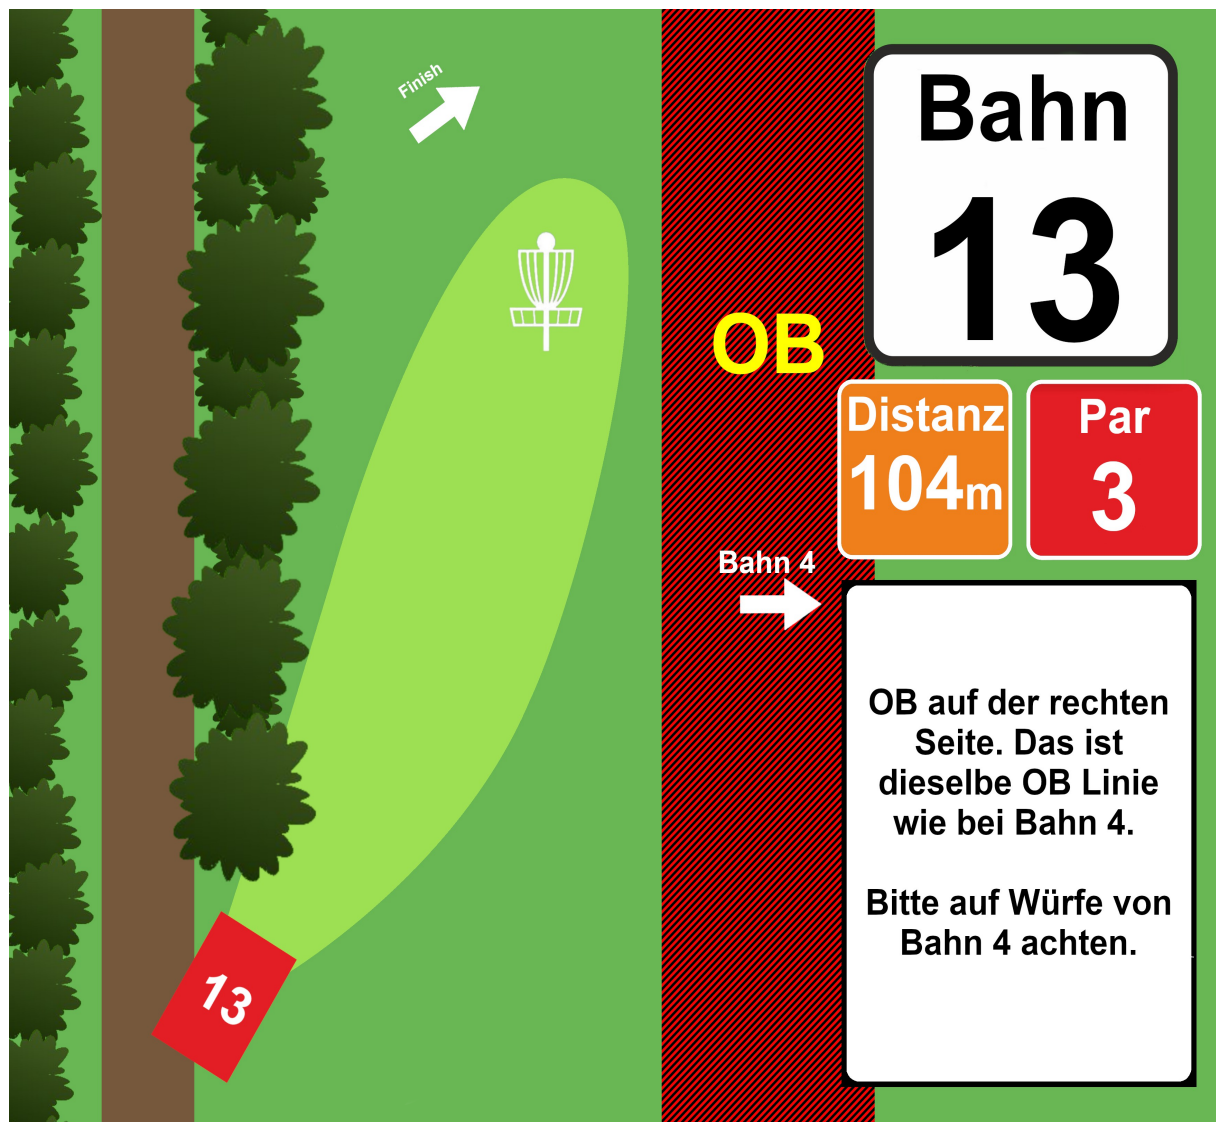 Finish
Bahn
13
OB
Distanz
104m
Par
3
Bahn 4
OB auf der rechten
Seite. Das ist
dieselbe OB Linie
wie bei Bahn 4.
Bitte auf Würfe von
Bahn 4 achten.
13